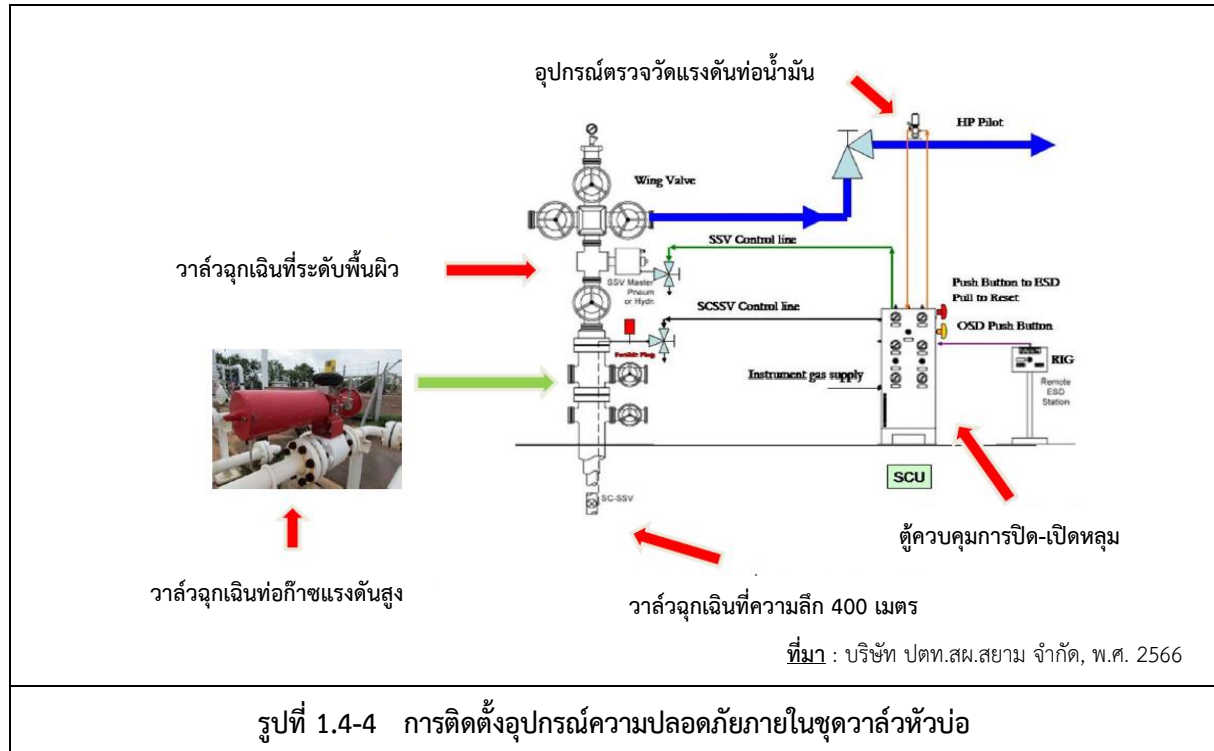 อุปกรณ์ตรวจวัดแรงดันท่อน้ำมัน
HP Pilot
Wing Valve
SSV Control line
วาล์วฉุกเฉินที่ระดับพื้นผิว
SSV Master
Pneum
or Hydn
Push Button to ESD
Pull to Reset
SCSSV Control line
OSD Push Button
Fusible Plug
RIG
Instrument gas supply
Remote
ESD
Station
SCU
SC-SSV
ตู้ควบคุมการปิด-เปิดหลุม
วาล์วฉุกเฉินท่อก๊าซแรงดันสูง
วาล์วฉุกเฉินที่ความลึก 400 เมตร
ที่มา : บริษัท ปตท.สผ.สยาม จำกัด, พ.ศ. 2566
รูปที่ 1.4-4 การติดตั้งอุปกรณ์ความปลอดภัยภายในชุดวาล์วหัวบ่อ